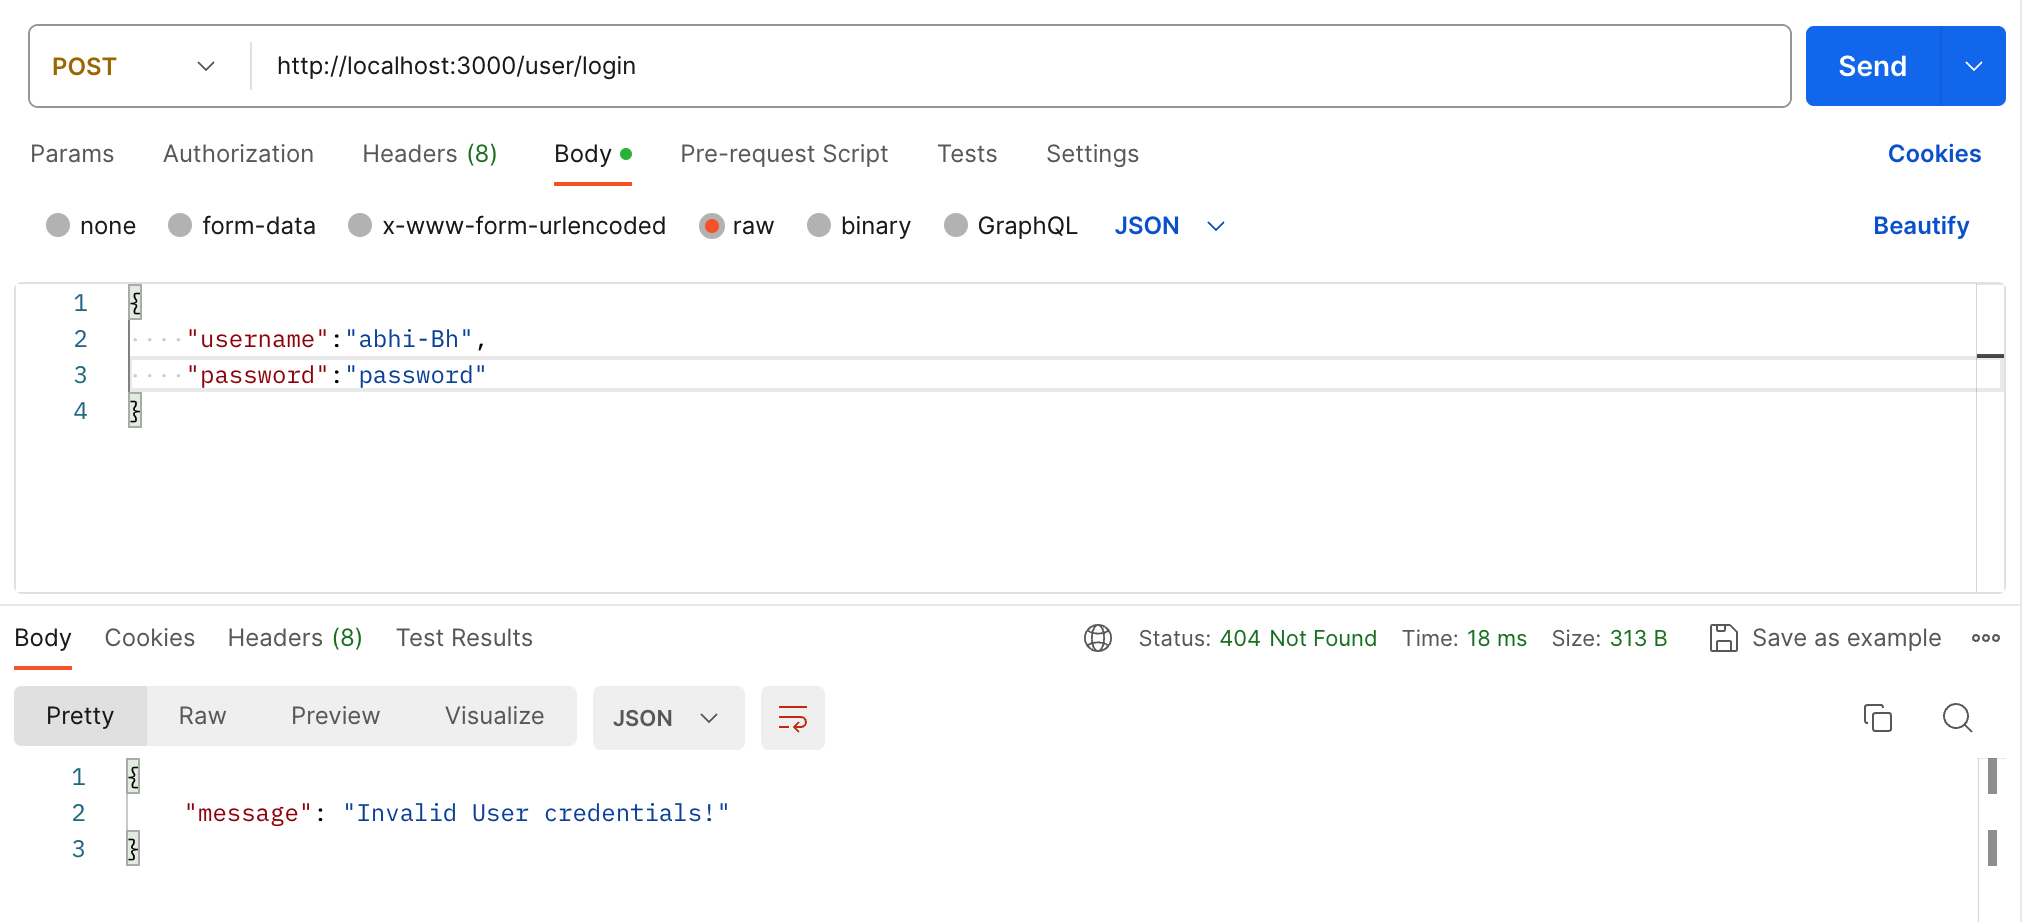 POST http://localhost:3000/user/login Send
Params Authorization Headers (8) Body Pre-request Script Tests Settings Cookies
none form-data x-www-form-urlencoded raw binary GraphQL JSON Beautify
1 {
2 ····"username":"abhi-Bh",
3 ····"password":"password"
4 }
Body Cookies Headers (8) Test Results Status: 404 Not Found Time: 18 ms Size: 313 B Save as example
Pretty Raw Preview Visualize JSON
1 {
2 "message": "Invalid User credentials!"
3 }